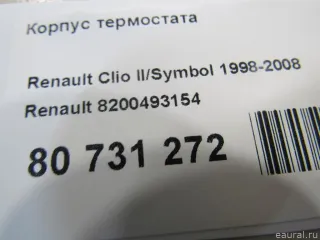 Корпус термостата
Renault Clio II/Symbol 1998-2008
Renault 8200493154
80 731 272
eaural.ru